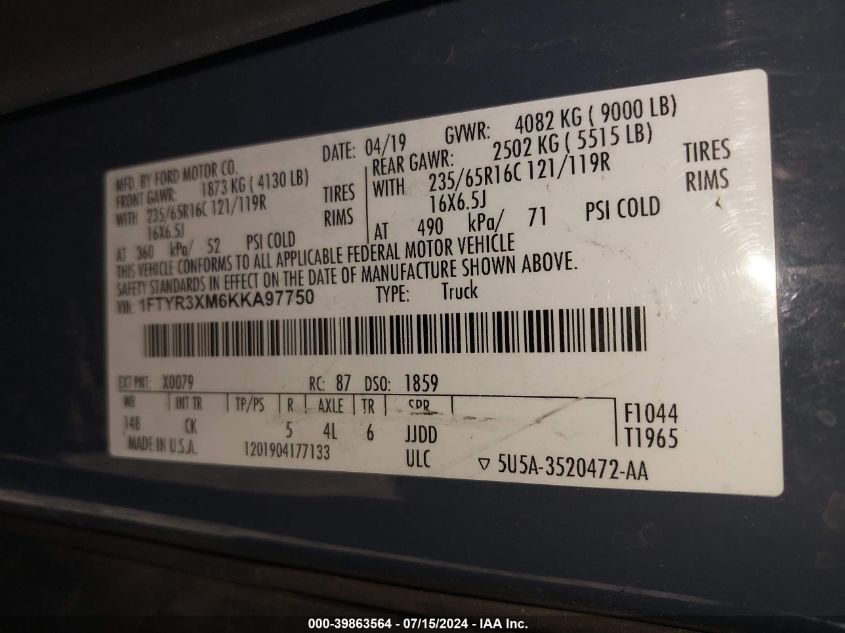 MFD. BY FORD MOTOR CO. DATE: 04/19 GVWR: 4082 KG ( 9000 LB)
FRONT GAWR: 1873 KG ( 4130 LB) REAR GAWR: 2502 KG ( 5515 LB)
WITH 235/65R16C 121/119R TIRES WITH 235/65R16C 121/119R TIRES
16X6.5J RIMS 16X6.5J RIMS
AT 360 kPa/ 52 PSI COLD AT 490 kPa/ 71 PSI COLD
THIS VEHICLE CONFORMS TO ALL APPLICABLE FEDERAL MOTOR VEHICLE
SAFETY STANDARDS IN EFFECT ON THE DATE OF MANUFACTURE SHOWN ABOVE.
VIN: 1FTYR3XM6KKA97750 TYPE: Truck
EXT PNT: X0079 RC: 87 DSO: 1859
WB INT TR TP/PS R AXLE TR SPR F1044
148 CK 5 4L 6 JJDD T1965
MADE IN U.S.A. 1201904177133 ULC ▽ 5U5A-3520472-AA
000-39863564 / 07/15/2024 - IAA Inc.